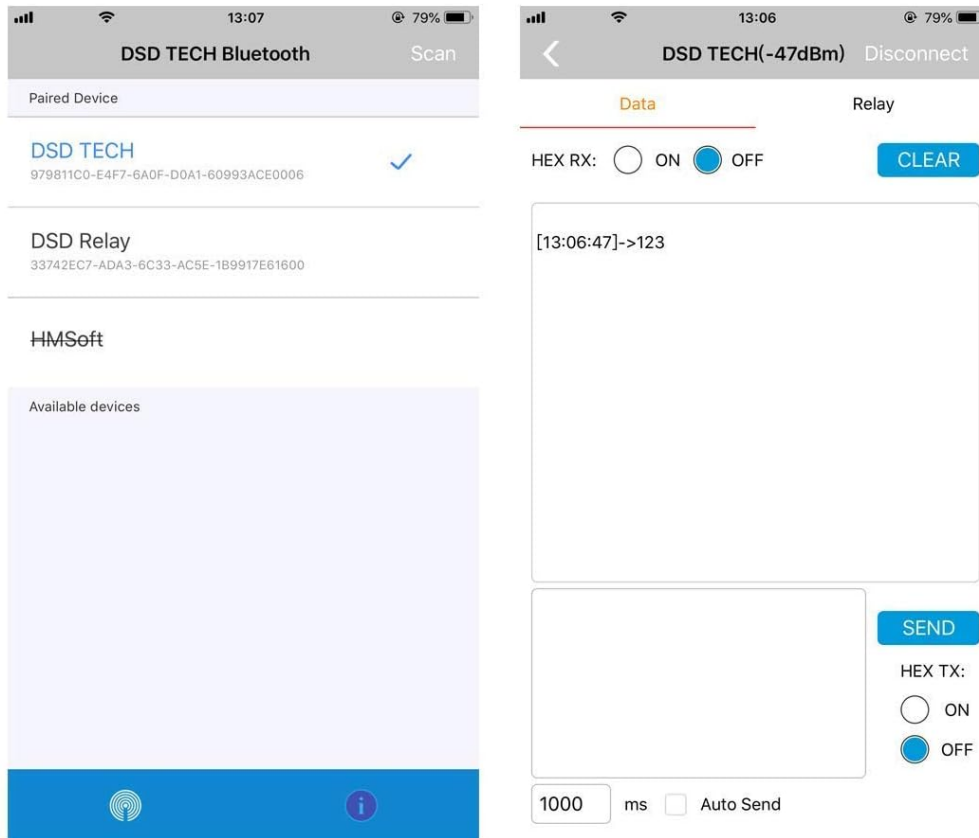 13:07
79%
DSD TECH Bluetooth
Scan
Paired Device
DSD TECH
979811C0-E4F7-6A0F-D0A1-60993ACE0006
DSD Relay
33742EC7-ADA3-6C33-AC5E-1B9917E61600
HMSoft
Available devices
i
13:06
79%
DSD TECH(-47dBm)
Disconnect
Data
Relay
HEX RX:
ON
OFF
CLEAR
[13:06:47]->123
SEND
HEX TX:
ON
OFF
1000
ms
Auto Send